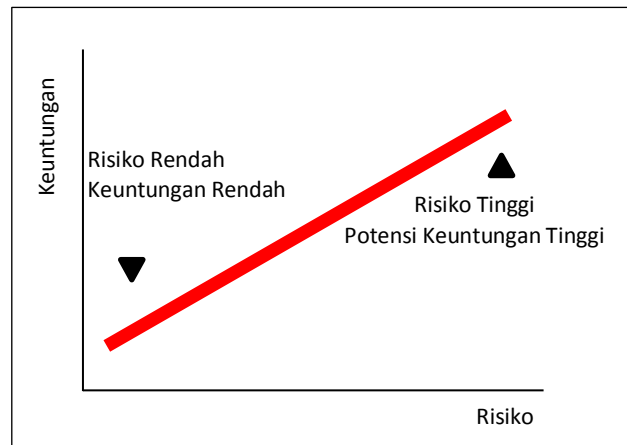 Keuntungan
Risiko Rendah
Keuntungan Rendah
Risiko Tinggi
Potensi Keuntungan Tinggi
Risiko